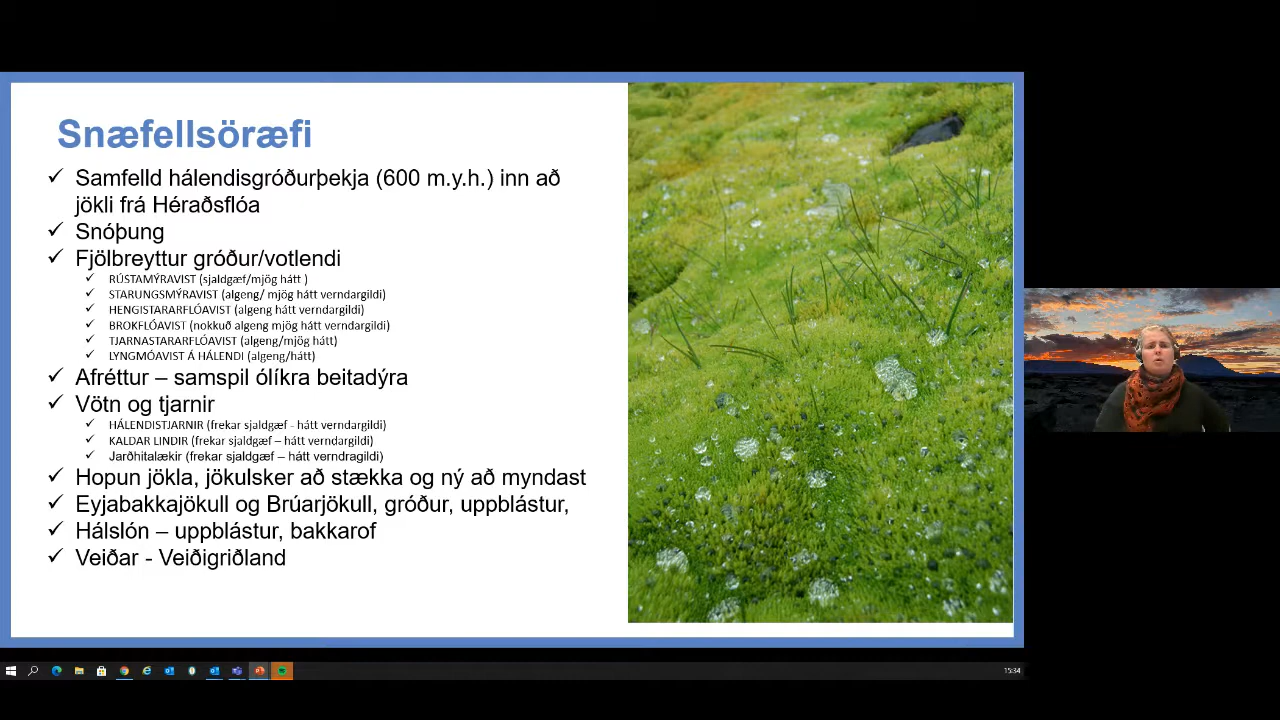 Snæfellsöræfi
Samfelld hálendisgróðurþekja (600 m.y.h.) inn að
jökli frá Héraðsflóa
Snóþung
Fjölbreyttur gróður/votlendi
RÚSTAMÝRAVIST (sjaldgæf/mjög hátt )
STARUNGSMÝRAVIST (algeng/ mjög hátt verndargildi)
HENGISTARARFLÓAVIST (algeng hátt verndargildi)
BROKFLÓAVIST (nokkuð algeng mjög hátt verndargildi)
TJARNASTARARFLÓAVIST (algeng/mjög hátt)
LYNGMÓAVIST Á HÁLENDI (algeng/hátt)
Afréttur – samspil ólíkra beitadýra
Vötn og tjarnir
HÁLENDISTJARNIR (frekar sjaldgæf - hátt verndargildi)
KALDAR LINDIR (frekar sjaldgæf – hátt verndargildi)
Jarðhitalækir (frekar sjaldgæf – hátt verndragildi)
Hopun jökla, jökulsker að stækka og ný að myndast
Eyjabakkajökull og Brúarjökull, gróður, uppblástur,
Hálslón – uppblástur, bakkarof
Veiðar - Veiðigriðland
15:34